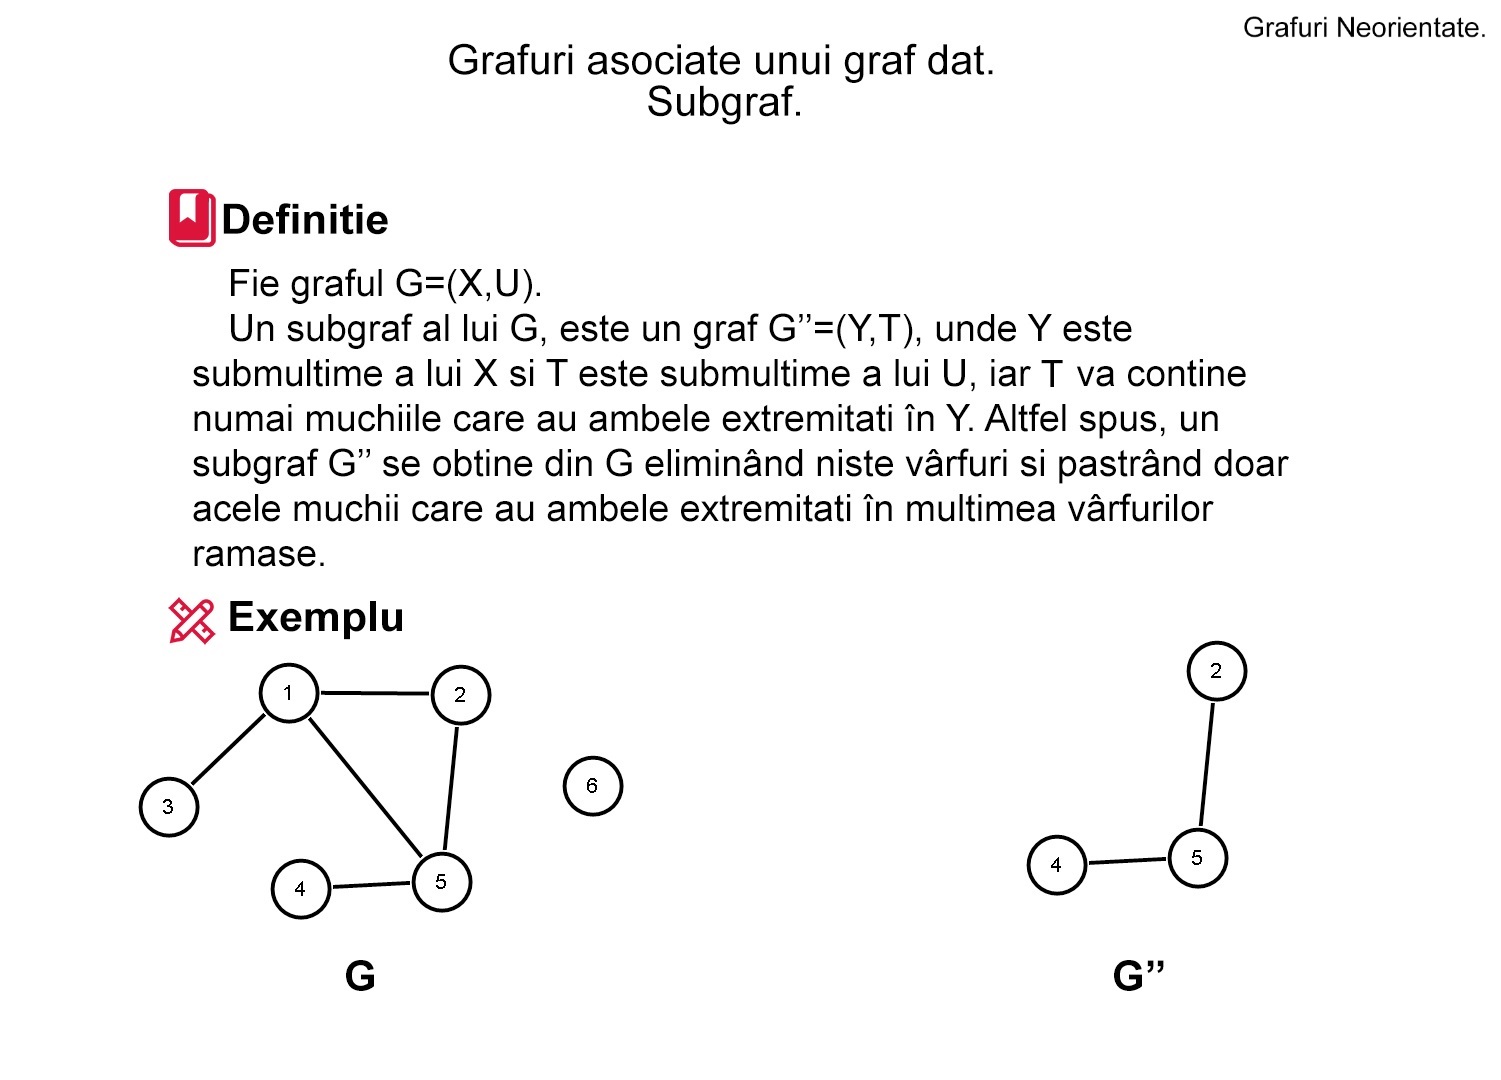 Grafuri Neorientate.
Grafuri asociate unui graf dat.
Subgraf.
Definitie
Fie graful G=(X,U).
Un subgraf al lui G, este un graf G’’=(Y,T), unde Y este
submultime a lui X si T este submultime a lui U, iar T va contine
numai muchiile care au ambele extremitati în Y. Altfel spus, un
subgraf G’’ se obtine din G eliminând niste vârfuri si pastrând doar
acele muchii care au ambele extremitati în multimea vârfurilor
ramase.
Exemplu
1
2
3
6
4
5
G
2
4
5
G”